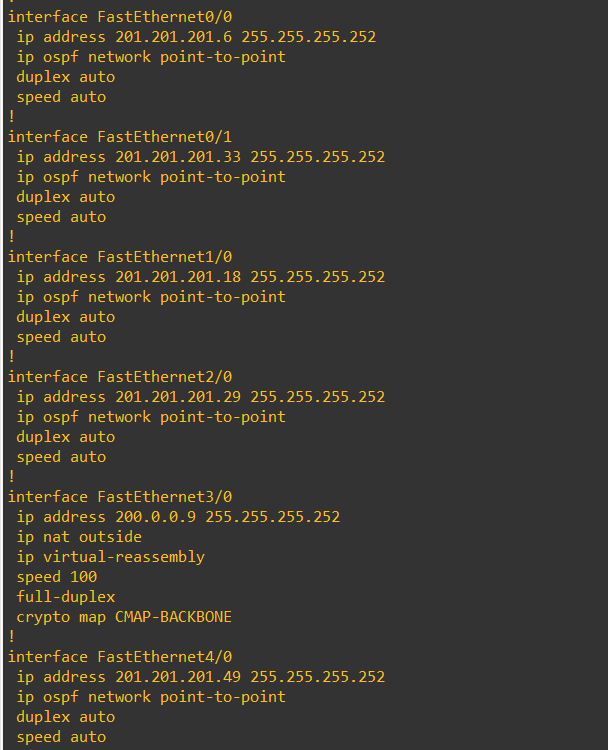 interface FastEthernet0/0
ip address 201.201.201.6 255.255.255.252
ip ospf network point-to-point
duplex auto
speed auto
!
interface FastEthernet0/1
ip address 201.201.201.33 255.255.255.252
ip ospf network point-to-point
duplex auto
speed auto
!
interface FastEthernet1/0
ip address 201.201.201.18 255.255.255.252
ip ospf network point-to-point
duplex auto
speed auto
!
interface FastEthernet2/0
ip address 201.201.201.29 255.255.255.252
ip ospf network point-to-point
duplex auto
speed auto
!
interface FastEthernet3/0
ip address 200.0.0.9 255.255.255.252
ip nat outside
ip virtual-reassembly
speed 100
full-duplex
crypto map CMAP-BACKBONE
!
interface FastEthernet4/0
ip address 201.201.201.49 255.255.255.252
ip ospf network point-to-point
duplex auto
speed auto